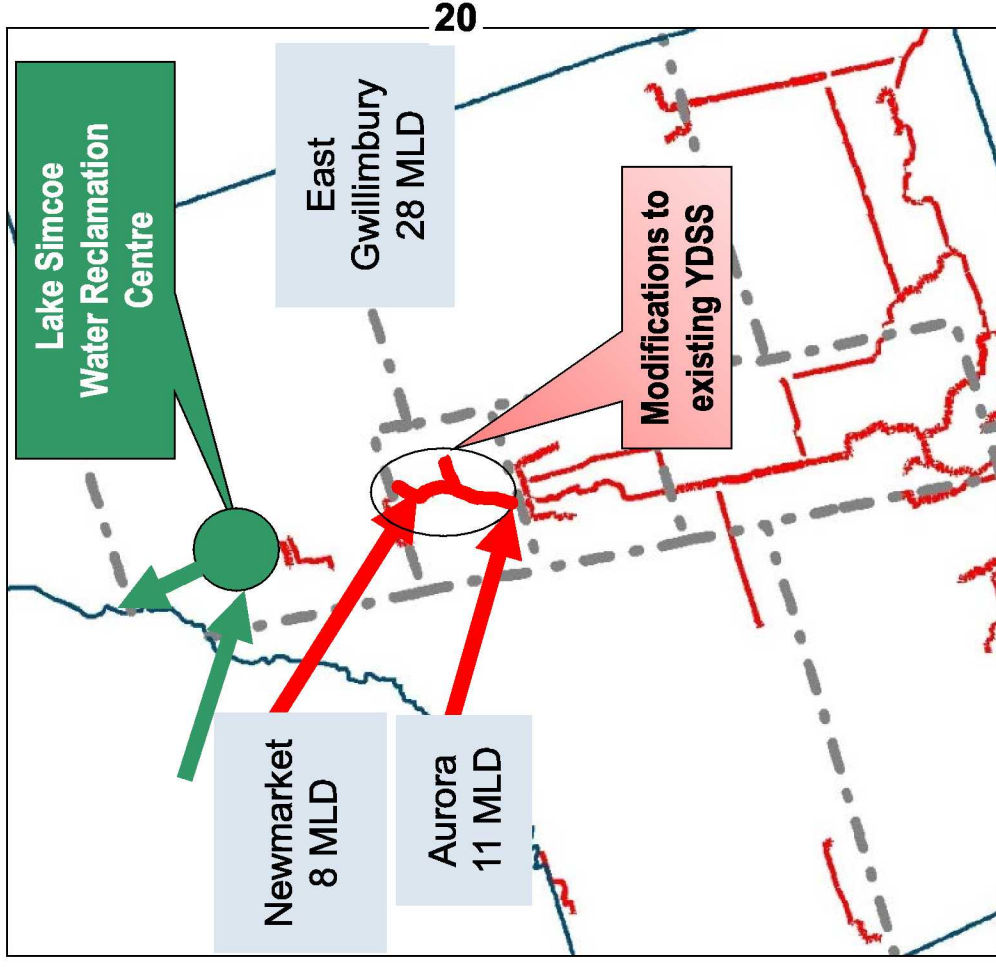 20
Lake Simcoe
Water Reclamation
Centre
East
Gwillimbury
28 MLD
Modifications to
existing YDSS
Newmarket
8 MLD
Aurora
11 MLD